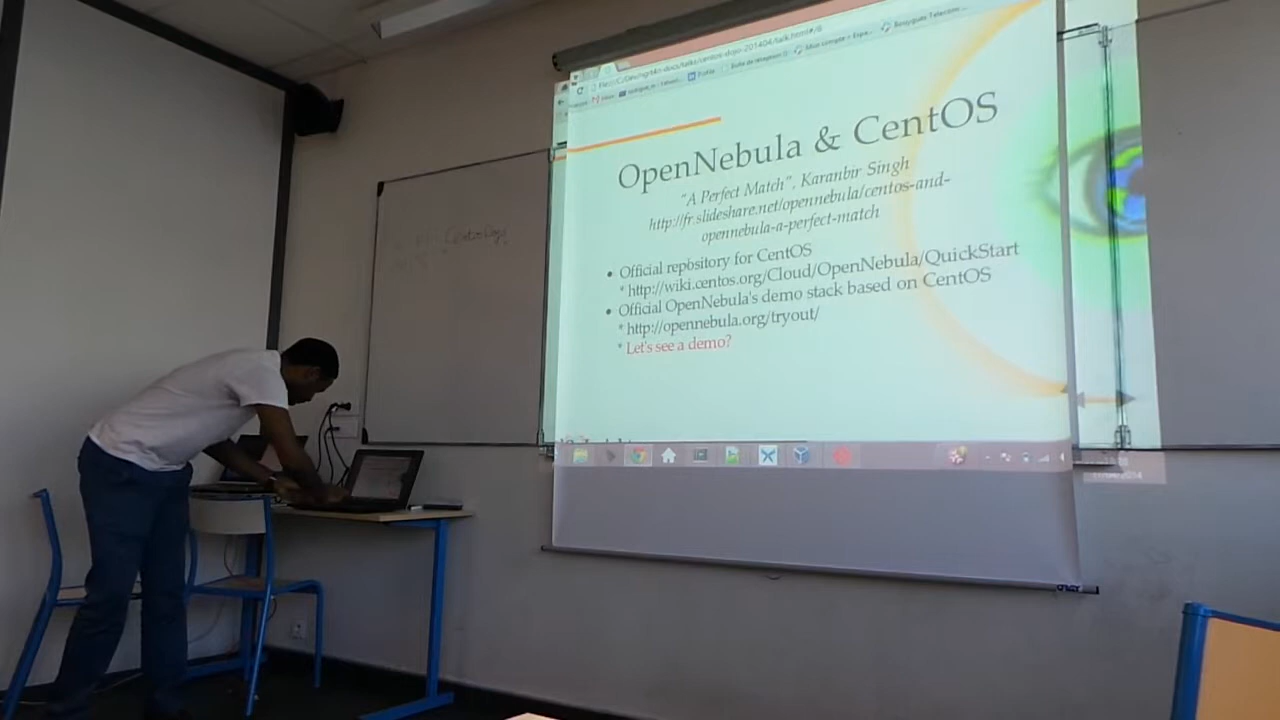 OpenNebula & CentOS
"A Perfect Match", Karanbir Singh
http://fr.slideshare.net/opennebula/centos-and-
opennebula-a-perfect-match
• Official repository for CentOS
* http://wiki.centos.org/Cloud/OpenNebula/QuickStart
• Official OpenNebula's demo stack based on CentOS
* http://opennebula.org/tryout/
* Let's see a demo?